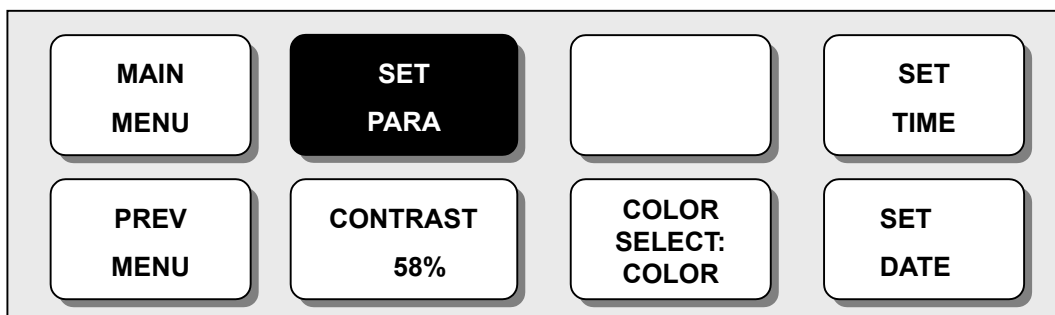 MAIN
MENU
SET
PARA
SET
TIME
PREV
MENU
CONTRAST
58%
COLOR
SELECT:
COLOR
SET
DATE